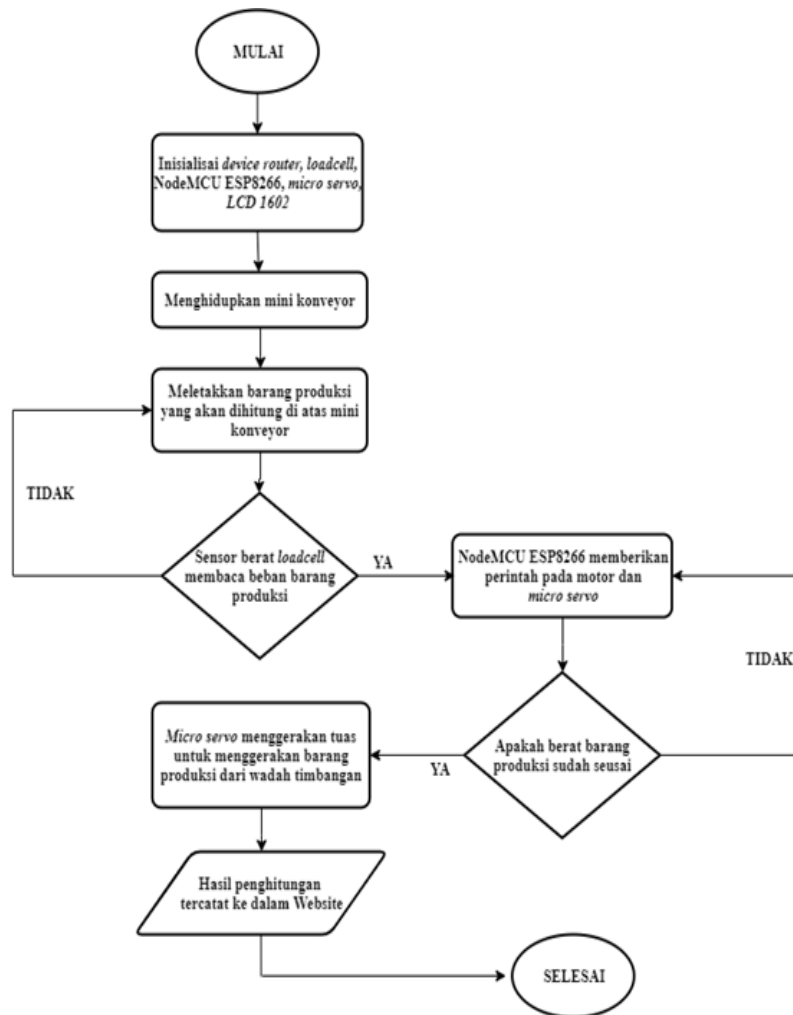 MULAI
Inisialisai device router, loadcell,
NodeMCU ESP8266, micro servo,
LCD 1602
Menghidupkan mini konveyor
Meletakkan barang produksi
yang akan dihitung di atas mini
konveyor
TIDAK
Sensor berat loadcell
membaca beban barang
produksi
YA
NodeMCU ESP8266 memberikan
perintah pada motor dan
micro servo
TIDAK
Apakah berat barang
produksi sudah seusai
YA
Micro servo menggerakan tuas
untuk menggerakan barang
produksi dari wadah timbangan
Hasil penghitungan
tercatat ke dalam Website
SELESAI